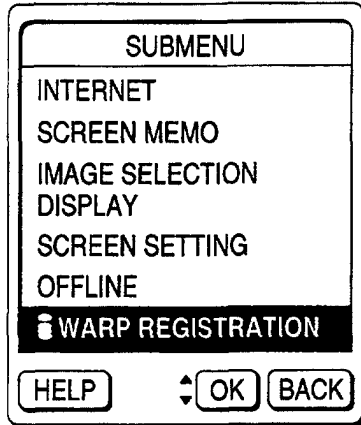 SUBMENU
INTERNET
SCREEN MEMO
IMAGE SELECTION
DISPLAY
SCREEN SETTING
OFFLINE
i WARP REGISTRATION
HELP OK BACK